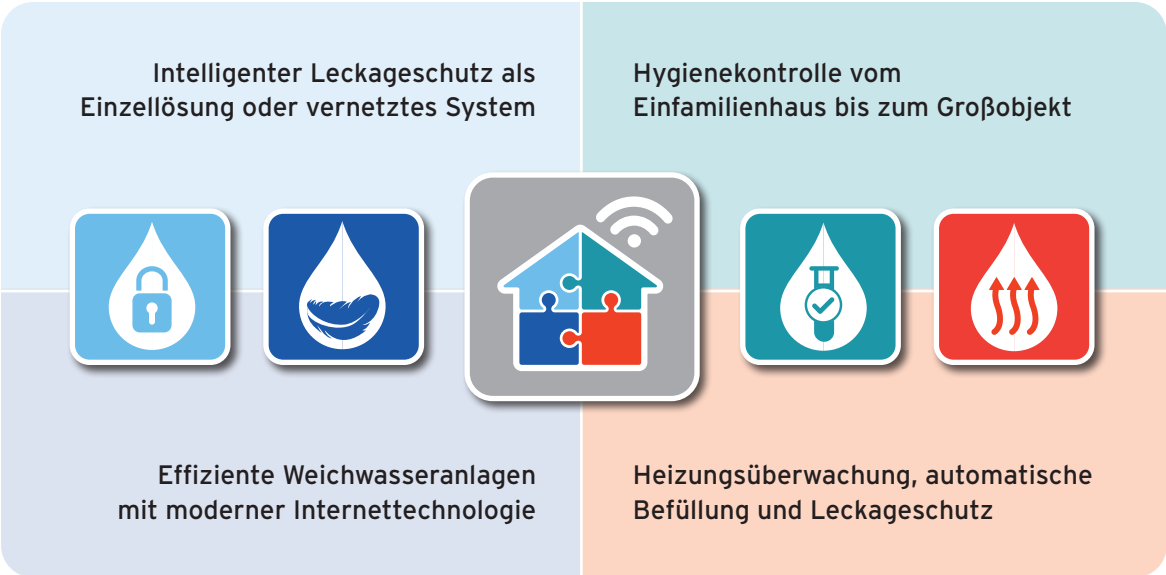 Intelligenter Leckageschutz als
Einzellösung oder vernetztes System
Hygienekontrolle vom
Einfamilienhaus bis zum Großobjekt
Effiziente Weichwasseranlagen
mit moderner Internettechnologie
Heizungsüberwachung, automatische
Befüllung und Leckageschutz